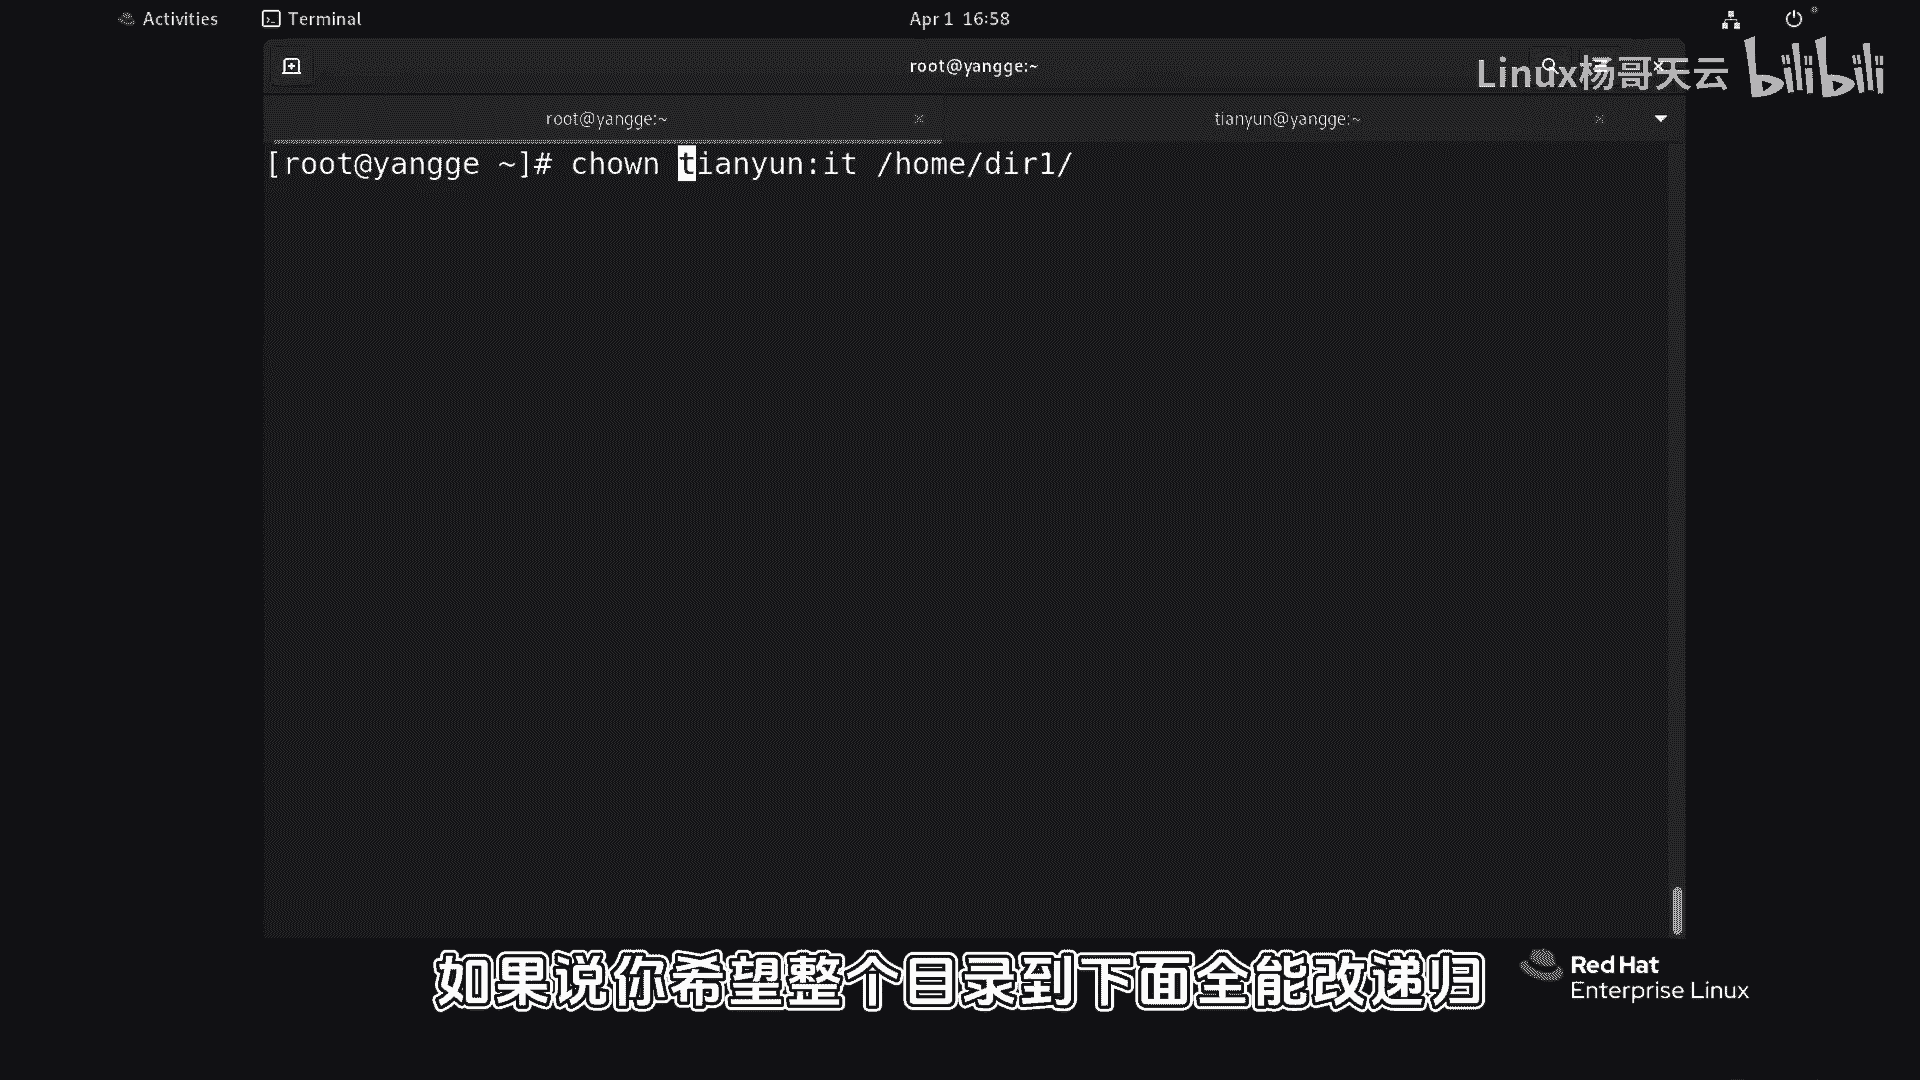 Activities
Terminal
Apr 1 16:58
root@yangge:~
Linux杨哥天云 bilibili
root@yangge:~
tianyun@yangge:~
[root@yangge ~]# chown tianyun:it /home/dir1/
如果说你希望整个目录到下面全能改递归
Red Hat
Enterprise Linux